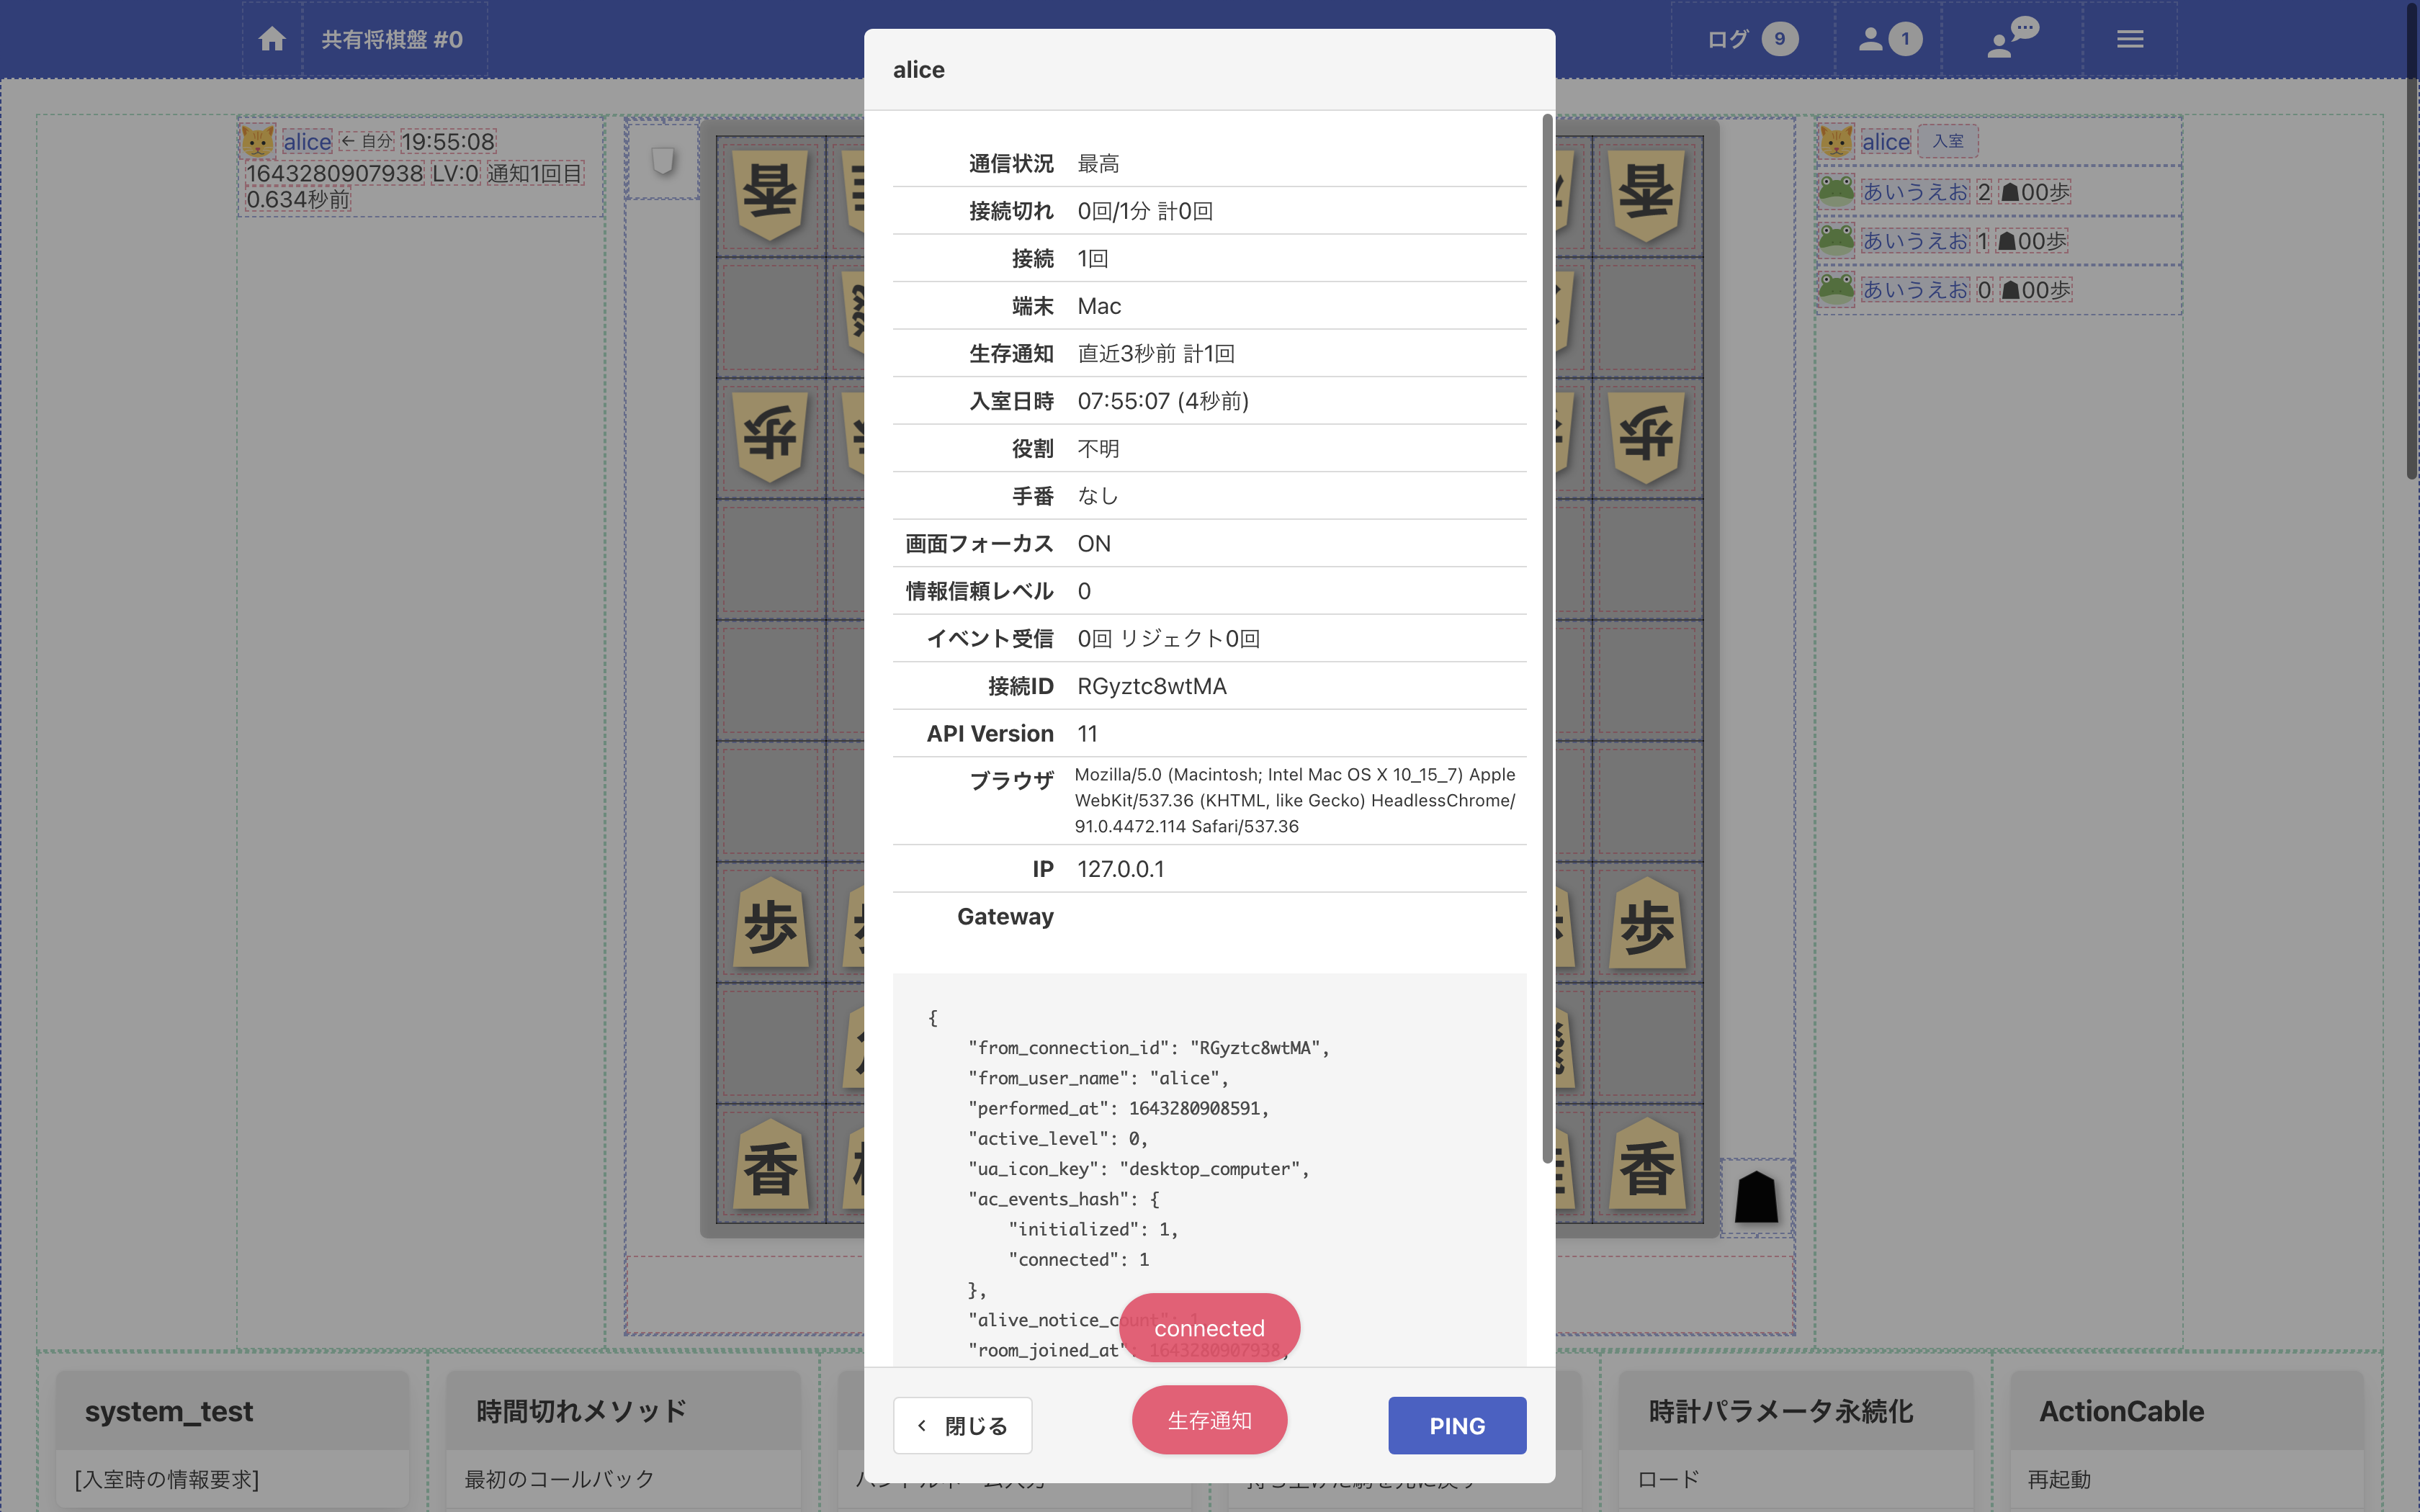 共有将棋盤 #0
ログ 9
1
alice ← 自分 19:55:08
1643280907938 LV:0 通知1回目
0.634秒前
香
香
歩
歩
歩
歩
香
香
alice 入室
あいうえお 2 ☗00歩
あいうえお 1 ☗00歩
あいうえお 0 ☗00歩
alice
通信状況 最高
接続切れ 0回/1分 計0回
接続 1回
端末 Mac
生存通知 直近3秒前 計1回
入室日時 07:55:07 (4秒前)
役割 不明
手番 なし
画面フォーカス ON
情報信頼レベル 0
イベント受信 0回 リジェクト0回
接続ID RGyztc8wtMA
API Version 11
ブラウザ Mozilla/5.0 (Macintosh; Intel Mac OS X 10_15_7) Apple
WebKit/537.36 (KHTML, like Gecko) HeadlessChrome/
91.0.4472.114 Safari/537.36
IP 127.0.0.1
Gateway
{
"from_connection_id": "RGyztc8wtMA",
"from_user_name": "alice",
"performed_at": 1643280908591,
"active_level": 0,
"ua_icon_key": "desktop_computer",
"ac_events_hash": {
"initialized": 1,
"connected": 1
},
"alive_notice_count": 1,
"room_joined_at": 1643280907938,
connected
生存通知
閉じる
PING
system_test
[入室時の情報要求]
時間切れメソッド
最初のコールバック
時計パラメータ永続化
ロード
ActionCable
再起動